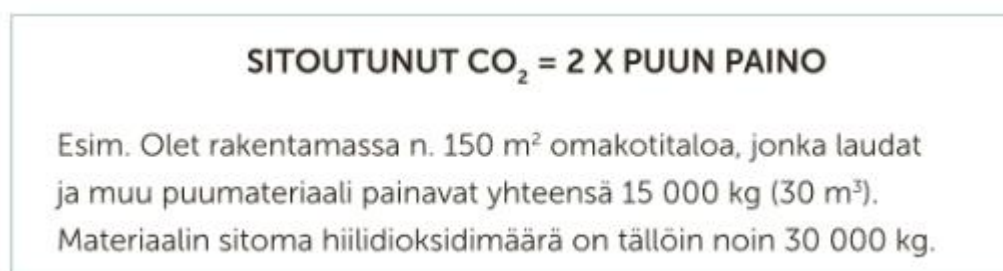 SITOUTUNUT CO₂ = 2 X PUUN PAINO
Esim. Olet rakentamassa n. 150 m² omakotitaloa, jonka laudat
ja muu puumateriaali painavat yhteensä 15 000 kg (30 m³).
Materiaalin sitoma hiilidioksidimäärä on tällöin noin 30 000 kg.